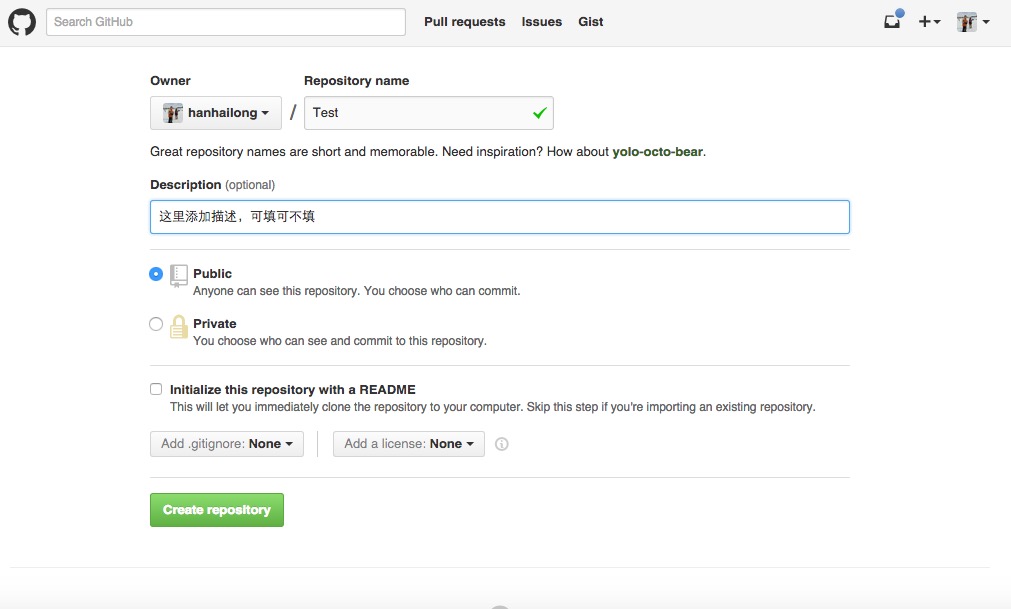 Search GitHub
Pull requests Issues Gist
Owner Repository name
hanhailong / Test
Great repository names are short and memorable. Need inspiration? How about yolo-octo-bear.
Description (optional)
这里添加描述，可填可不填
Public
Anyone can see this repository. You choose who can commit.
Private
You choose who can see and commit to this repository.
Initialize this repository with a README
This will let you immediately clone the repository to your computer. Skip this step if you're importing an existing repository.
Add .gitignore: None Add a license: None
Create repository